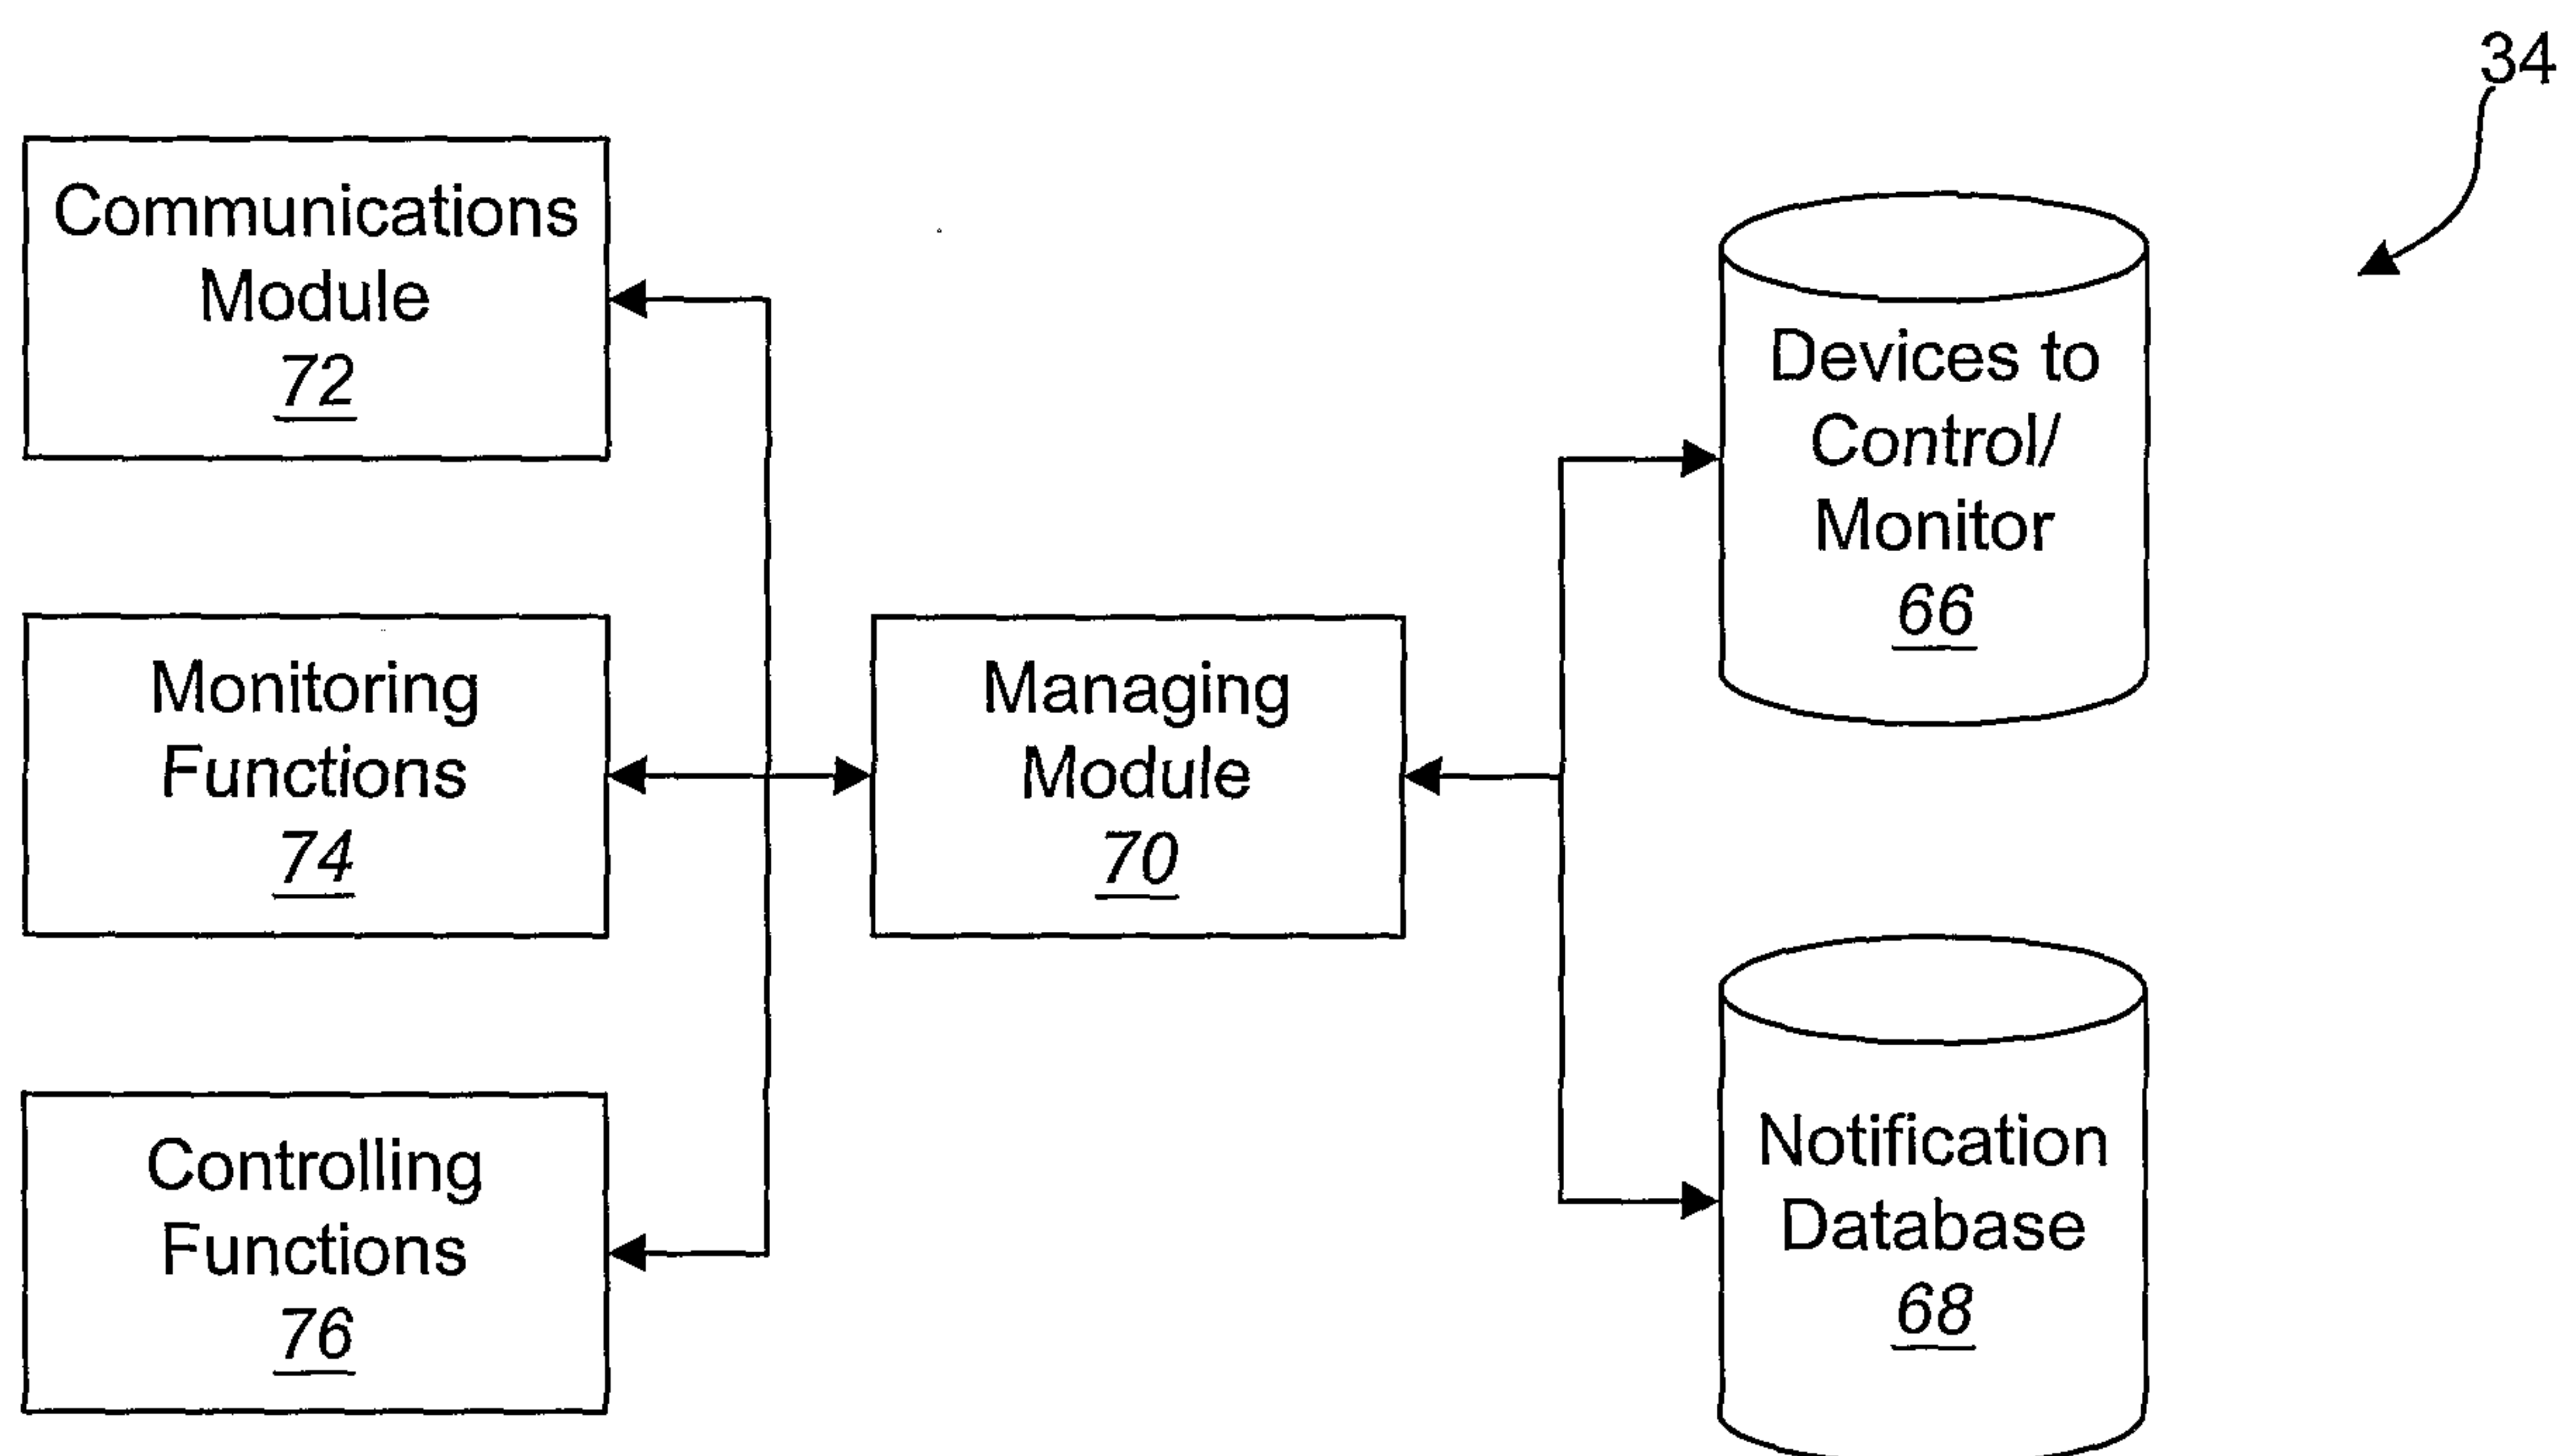 34
Communications
Module
72
Devices to
Control/
Monitor
66
Monitoring
Functions
74
Managing
Module
70
Controlling
Functions
76
Notification
Database
68